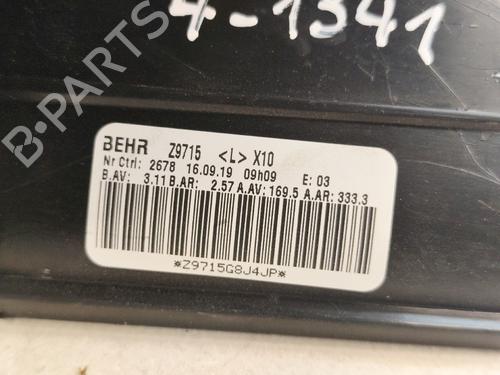 4-1341
B-PARTS
BEHR Z9715 <L> X10
Nr Ctrl: 2678 16.09.19 09h09 E: 03
B.AV: 3.11 B.AR: 2.57 A.AV: 169.5 A.AR: 333.3
*Z9715G8J4JP*